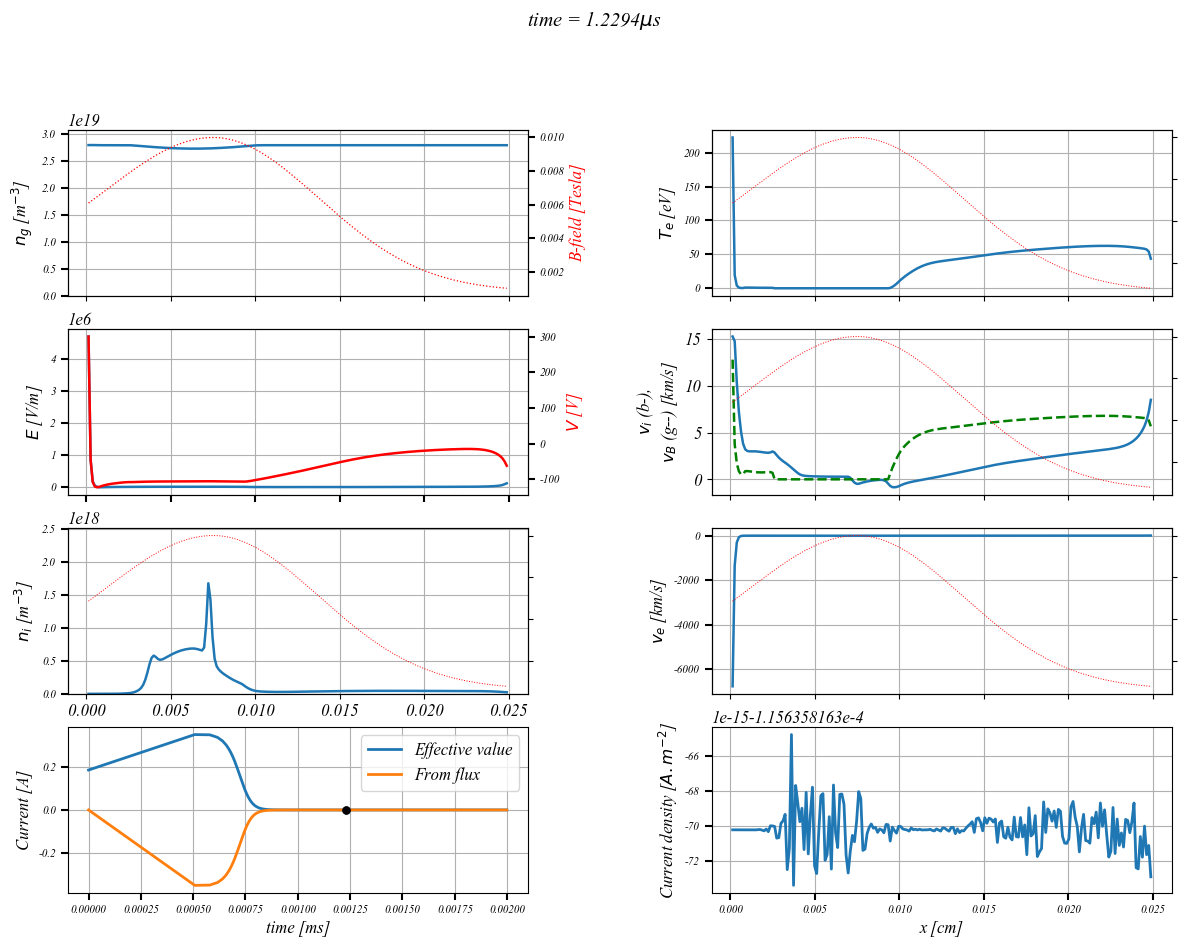 time = 1.2294μs
1e19
3.0
2.5
2.0
1.5
1.0
0.5
0.0
n_g [m^{-3}]
0.010
0.008
0.006
0.004
0.002
B-field [Tesla]
200
150
100
50
0
T_e [eV]
1e6
4
3
2
1
0
E [V/m]
300
200
100
0
-100
V [V]
15
10
5
0
v_i (b-),
v_B (g--) [km/s]
1e18
2.5
2.0
1.5
1.0
0.5
0.0
n_i [m^{-3}]
0.000 0.005 0.010 0.015 0.020 0.025
0
-2000
-4000
-6000
v_e [km/s]
0.2
0.0
-0.2
Current [A]
Effective value
From flux
0.00000 0.00025 0.00050 0.00075 0.00100 0.00125 0.00150 0.00175 0.00200
time [ms]
1e-15-1.156358163e-4
-66
-68
-70
-72
Current density [A.m^{-2}]
0.000 0.005 0.010 0.015 0.020 0.025
x [cm]